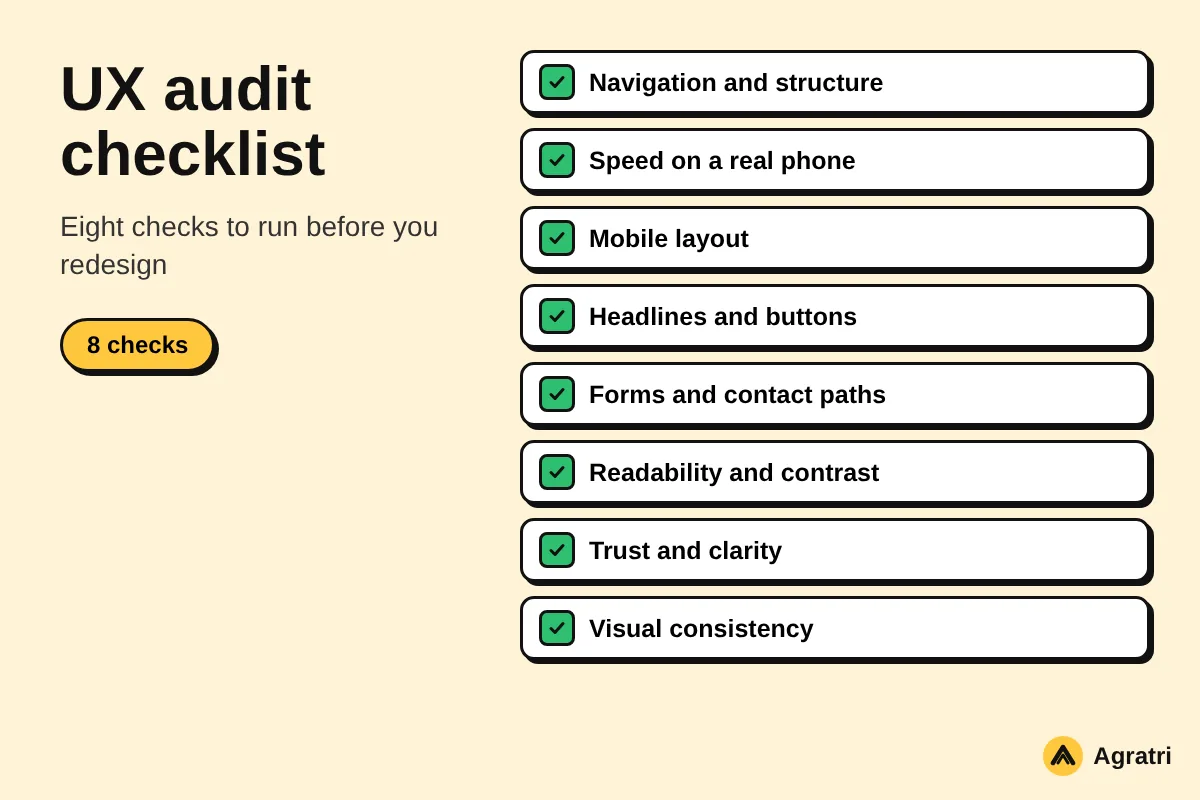 UX audit
checklist
Eight checks to run before you
redesign
8 checks
Navigation and structure
Speed on a real phone
Mobile layout
Headlines and buttons
Forms and contact paths
Readability and contrast
Trust and clarity
Visual consistency
Agratri